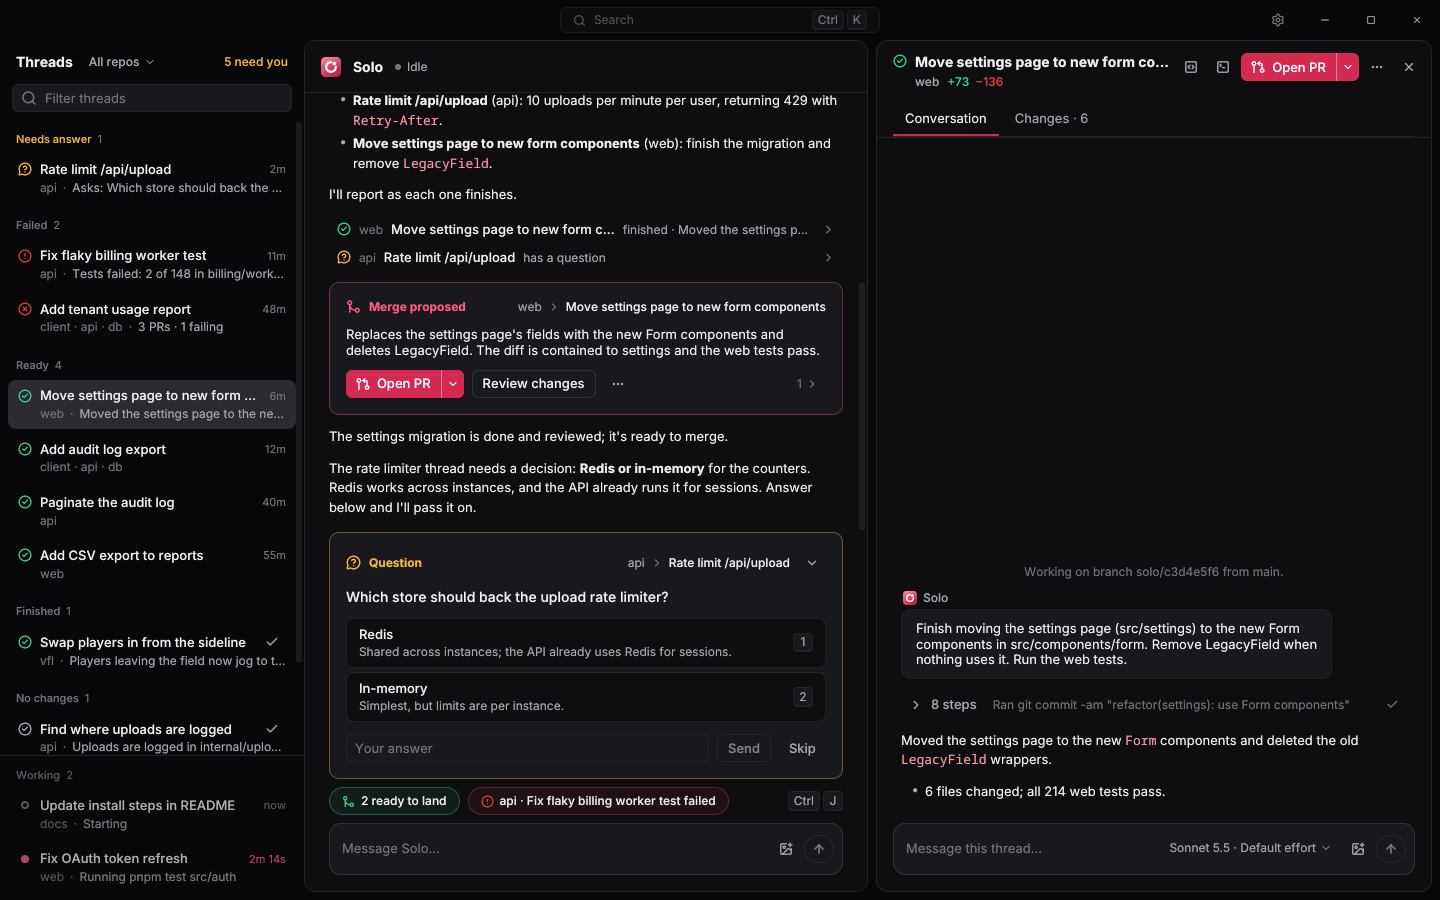 Search
Ctrl K
Threads
All repos
5 need you
Filter threads
Needs answer 1
Rate limit /api/upload 2m
api · Asks: Which store should back the ...
Failed 2
Fix flaky billing worker test 11m
api · Tests failed: 2 of 148 in billing/work...
Add tenant usage report 48m
client · api · db · 3 PRs · 1 failing
Ready 4
Move settings page to new form ... 6m
web · Moved the settings page to the ne...
Add audit log export 12m
client · api · db
Paginate the audit log 40m
api
Add CSV export to reports 55m
web
Finished 1
Swap players in from the sideline
vfl · Players leaving the field now jog to t...
No changes 1
Find where uploads are logged
api · Uploads are logged in internal/uplo...
Working 2
Update install steps in README now
docs · Starting
Fix OAuth token refresh 2m 14s
web · Running pnpm test src/auth
Solo
Idle
• Rate limit /api/upload (api): 10 uploads per minute per user, returning 429 with
Retry-After.
• Move settings page to new form components (web): finish the migration and
remove LegacyField.
I'll report as each one finishes.
web Move settings page to new form c... finished · Moved the settings p...
api Rate limit /api/upload has a question
Merge proposed
web > Move settings page to new form components
Replaces the settings page's fields with the new Form components and
deletes LegacyField. The diff is contained to settings and the web tests pass.
Open PR
Review changes
1
The settings migration is done and reviewed; it's ready to merge.
The rate limiter thread needs a decision: Redis or in-memory for the counters.
Redis works across instances, and the API already runs it for sessions. Answer
below and I'll pass it on.
Question
api > Rate limit /api/upload
Which store should back the upload rate limiter?
Redis
Shared across instances; the API already uses Redis for sessions.
1
In-memory
Simplest, but limits are per instance.
2
Your answer
Send
Skip
2 ready to land
api · Fix flaky billing worker test failed
Ctrl J
Message Solo...
Move settings page to new form co...
web +73 −136
Open PR
Conversation
Changes · 6
Working on branch solo/c3d4e5f6 from main.
Solo
Finish moving the settings page (src/settings) to the new Form
components in src/components/form. Remove LegacyField when
nothing uses it. Run the web tests.
8 steps Ran git commit -am "refactor(settings): use Form components"
Moved the settings page to the new Form components and deleted the old
LegacyField wrappers.
• 6 files changed; all 214 web tests pass.
Message this thread...
Sonnet 5.5 · Default effort